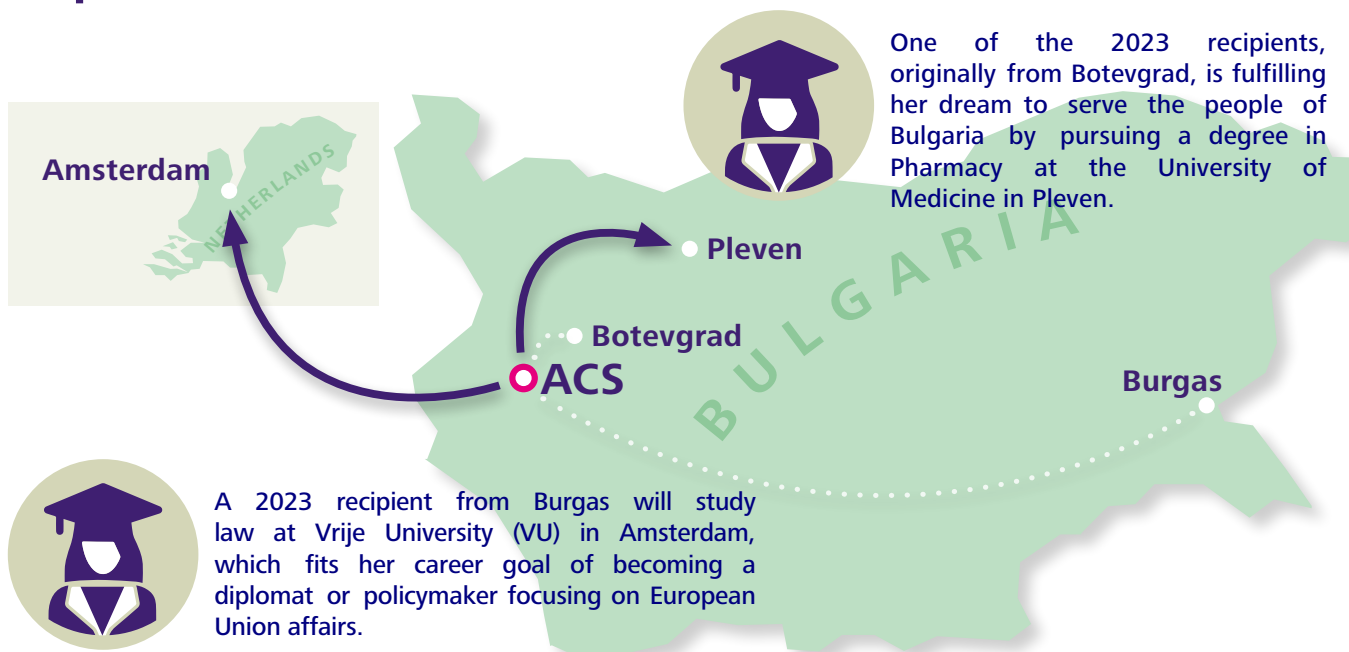 One of the 2023 recipients,
originally from Botevgrad, is fulfilling
her dream to serve the people of
Bulgaria by pursuing a degree in
Pharmacy at the University of
Medicine in Pleven.
Amsterdam
NETHERLANDS
Pleven
BULGARIA
Botevgrad
ACS
Burgas
A 2023 recipient from Burgas will study
law at Vrije University (VU) in Amsterdam,
which fits her career goal of becoming a
diplomat or policymaker focusing on European
Union affairs.